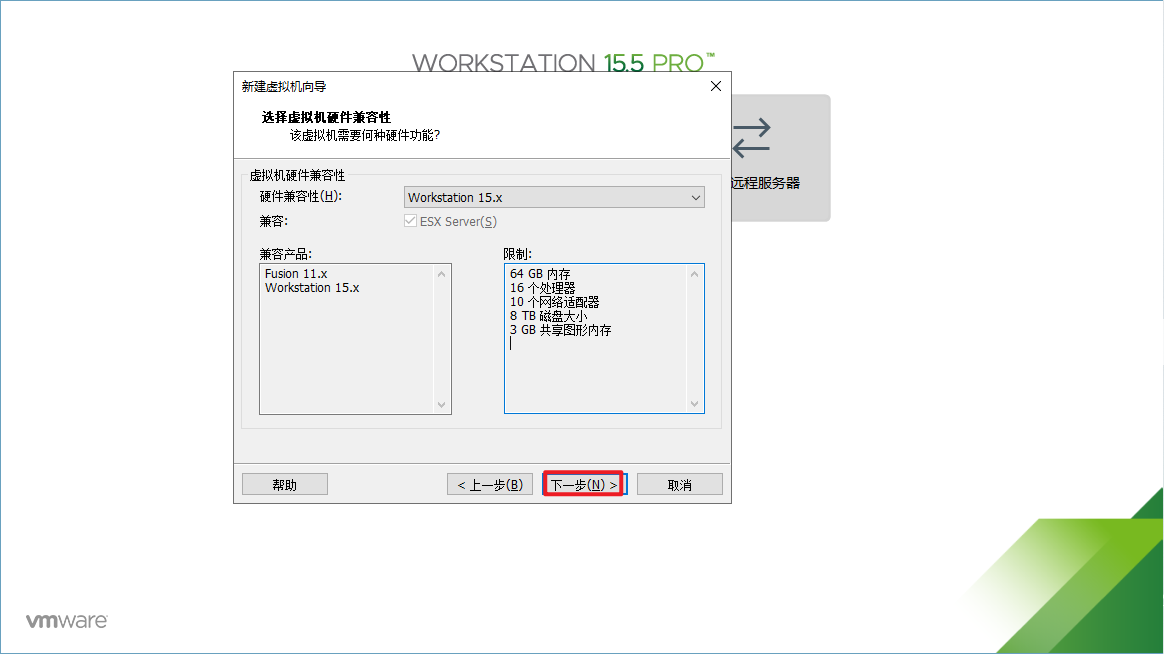 WORKSTATION 15.5 PRO™
新建虚拟机向导
选择虚拟机硬件兼容性
该虚拟机需要何种硬件功能?
远程服务器
虚拟机硬件兼容性
硬件兼容性(H): Workstation 15.x
兼容: ESX Server(S)
兼容产品:
Fusion 11.x
Workstation 15.x
限制:
64 GB 内存
16 个处理器
10 个网络适配器
8 TB 磁盘大小
3 GB 共享图形内存
帮助
< 上一步(B)
下一步(N) >
取消
vmware